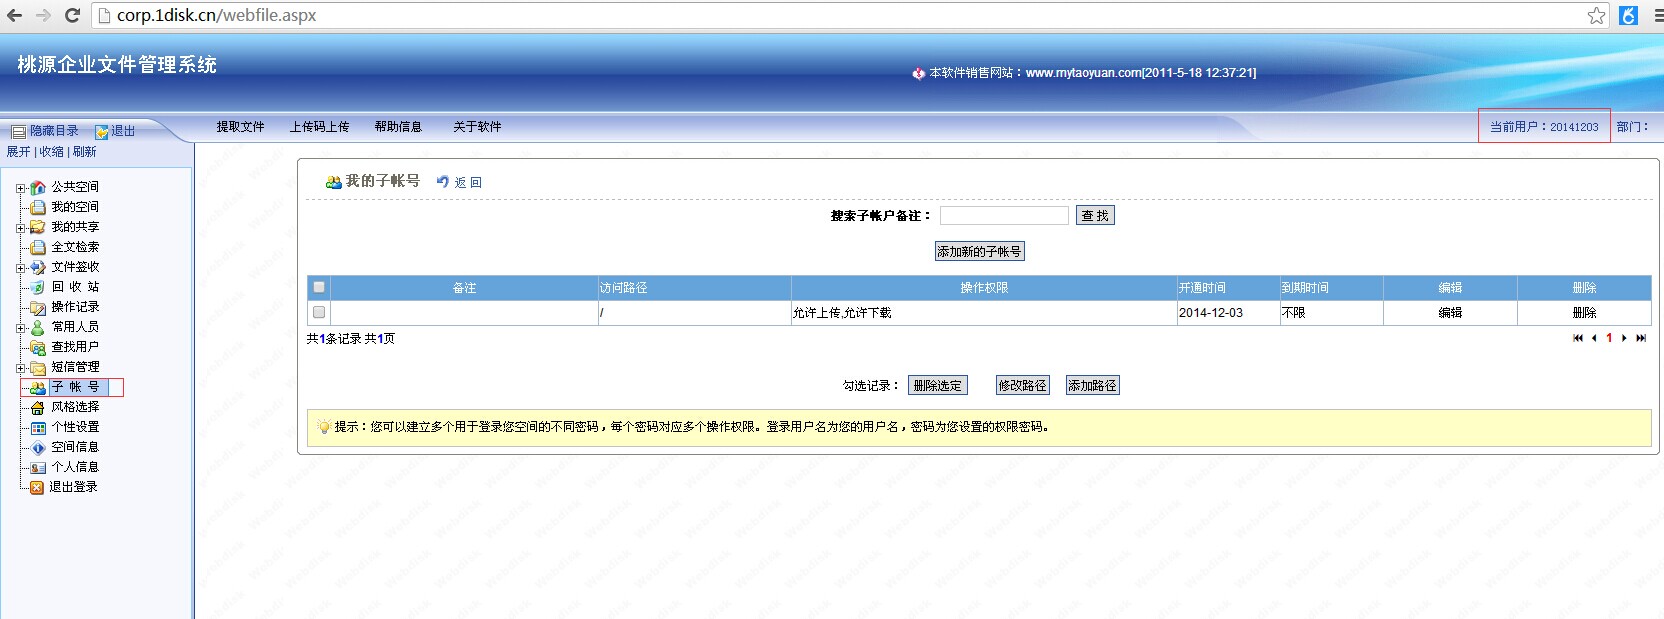 corp.1disk.cn/webfile.aspx
桃源企业文件管理系统
本软件销售网站：www.mytaoyuan.com[2011-5-18 12:37:21]
隐藏目录 退出
提取文件 上传码上传 帮助信息 关于软件
当前用户：20141203 部门：
展开 | 收缩 | 刷新
公共空间
我的空间
我的共享
全文检索
文件签收
回 收 站
操作记录
常用人员
查找用户
短信管理
子 帐 号
风格选择
个性设置
空间信息
个人信息
退出登录
我的子帐号 返 回
搜索子帐户备注： 查 找
添加新的子帐号
备注 访问路径 操作权限 开通时间 到期时间 编辑 删除
/ 允许上传,允许下载 2014-12-03 不限 编辑 删除
共1条记录 共1页
1
勾选记录： 删除选定 修改路径 添加路径
提示：您可以建立多个用于登录您空间的不同密码，每个密码对应多个操作权限。登录用户名为您的用户名，密码为您设置的权限密码。